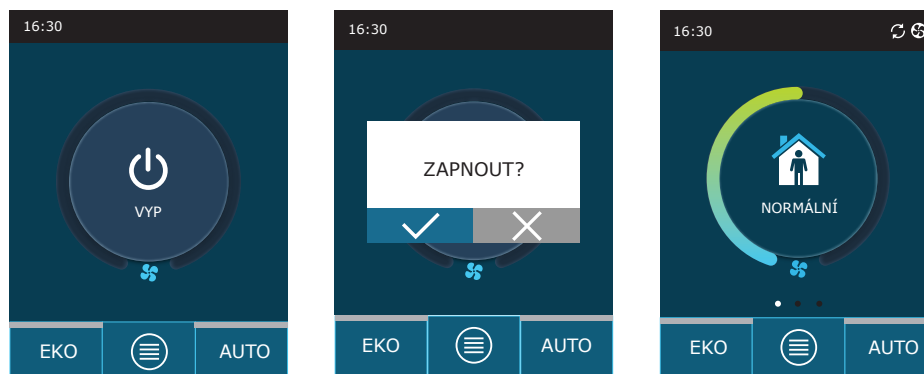 16:30
VYP
EKO
AUTO
16:30
ZAPNOUT?
EKO
AUTO
16:30
NORMÁLNÍ
EKO
AUTO